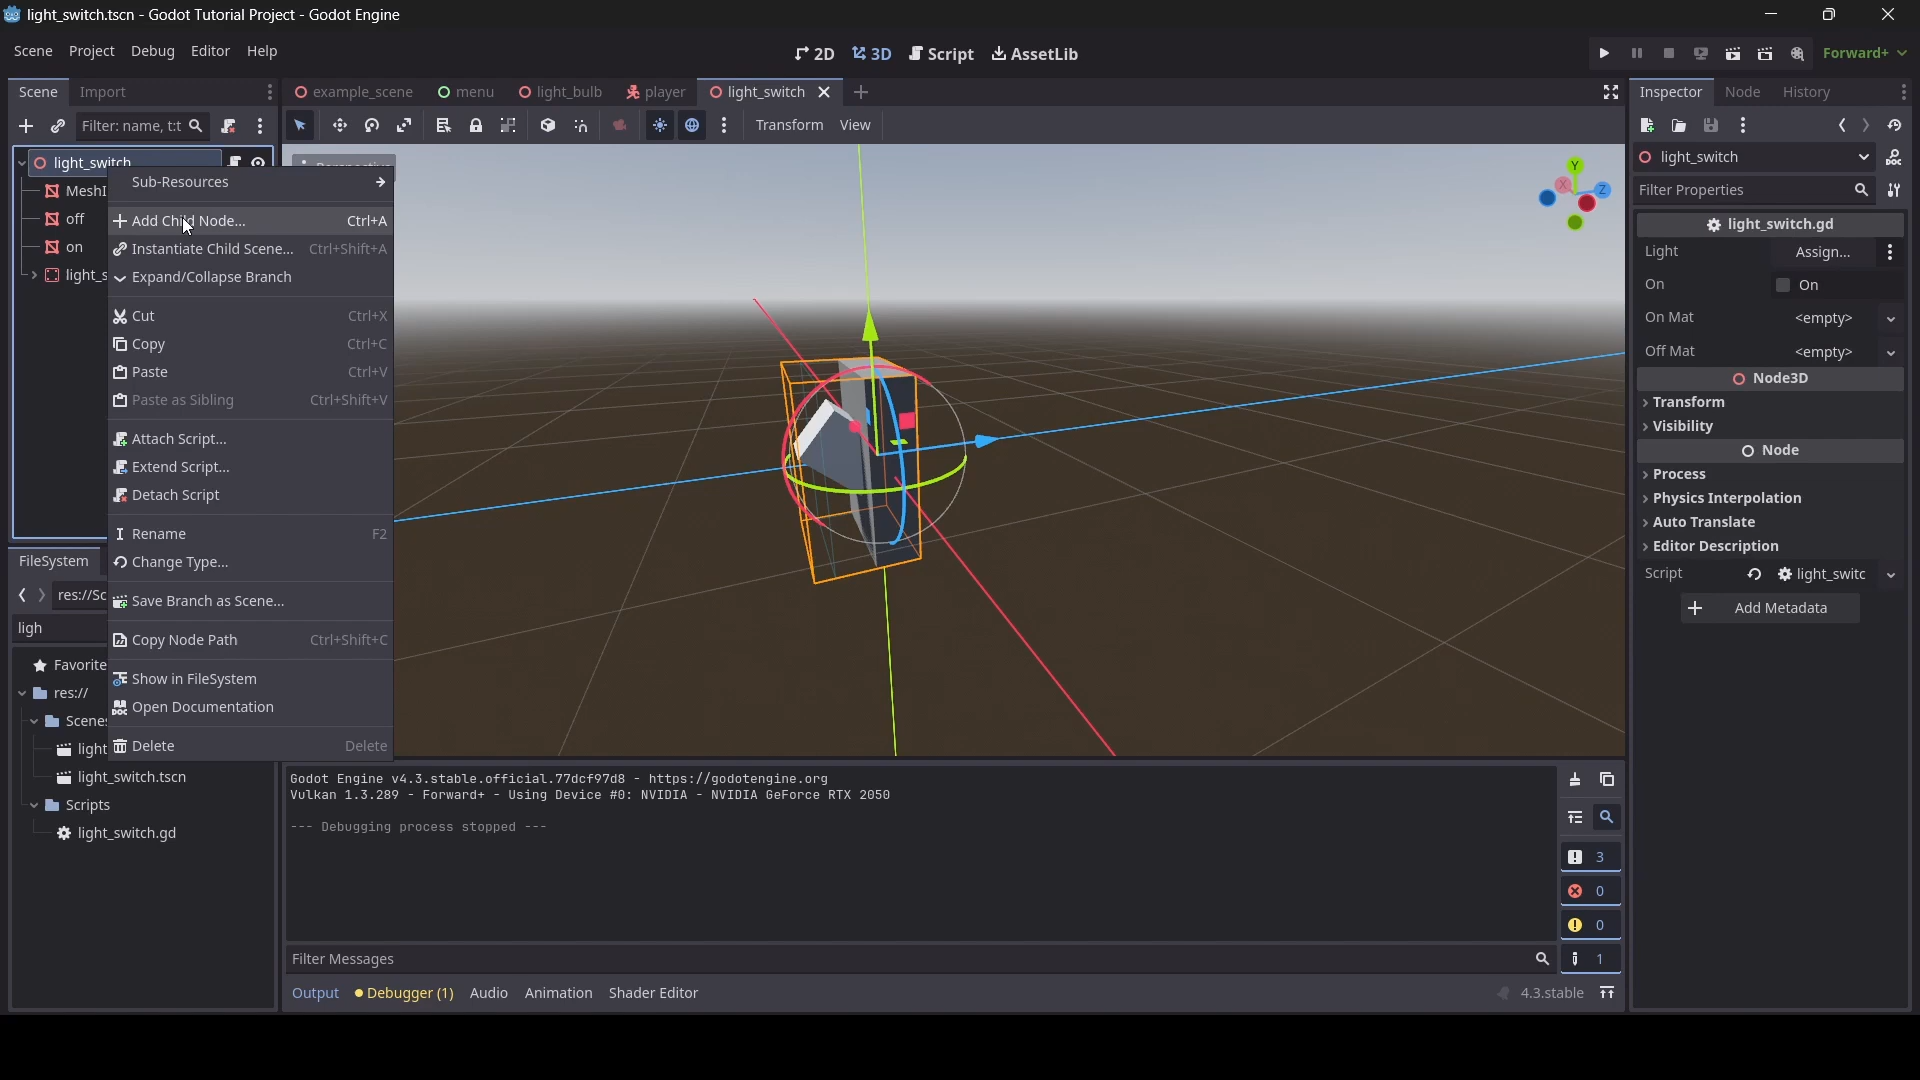 light_switch.tscn - Godot Tutorial Project - Godot Engine
Scene Project Debug Editor Help
2D 3D Script AssetLib
Forward+
Scene Import
example_scene menu light_bulb player light_switch
Inspector Node History
Filter: name, t:t
Transform View
light_switch
MeshI
off
on
light_s
Sub-Resources
Add Child Node... Ctrl+A
Instantiate Child Scene... Ctrl+Shift+A
Expand/Collapse Branch
Cut Ctrl+X
Copy Ctrl+C
Paste Ctrl+V
Paste as Sibling Ctrl+Shift+V
Attach Script...
Extend Script...
Detach Script
Rename F2
Change Type...
Save Branch as Scene...
Copy Node Path Ctrl+Shift+C
Show in FileSystem
Open Documentation
Delete Delete
Y
X
Z
FileSystem
res://Sc
ligh
Favorite
res://
Scenes
light
light_switch.tscn
Scripts
light_switch.gd
Godot Engine v4.3.stable.official.77dcf97d8 - https://godotengine.org
Vulkan 1.3.289 - Forward+ - Using Device #0: NVIDIA - NVIDIA GeForce RTX 2050
--- Debugging process stopped ---
3
0
0
1
Filter Messages
Output Debugger (1) Audio Animation Shader Editor
4.3.stable
light_switch
Filter Properties
light_switch.gd
Light Assign...
On On
On Mat <empty>
Off Mat <empty>
Node3D
Transform
Visibility
Node
Process
Physics Interpolation
Auto Translate
Editor Description
Script light_switc
Add Metadata